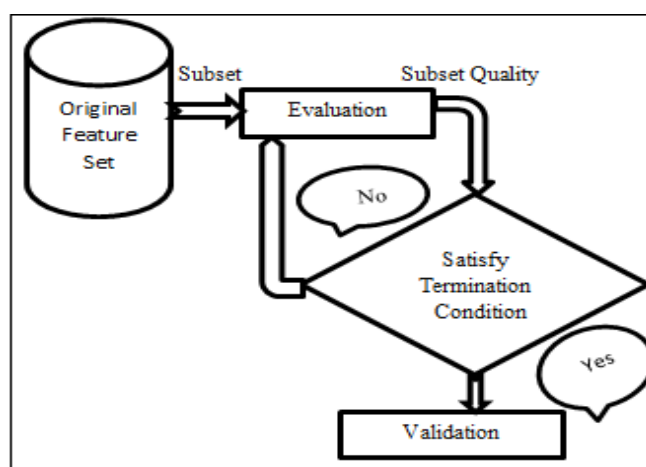 Original
Feature
Set
Subset
Evaluation
Subset Quality
No
Satisfy
Termination
Condition
Yes
Validation